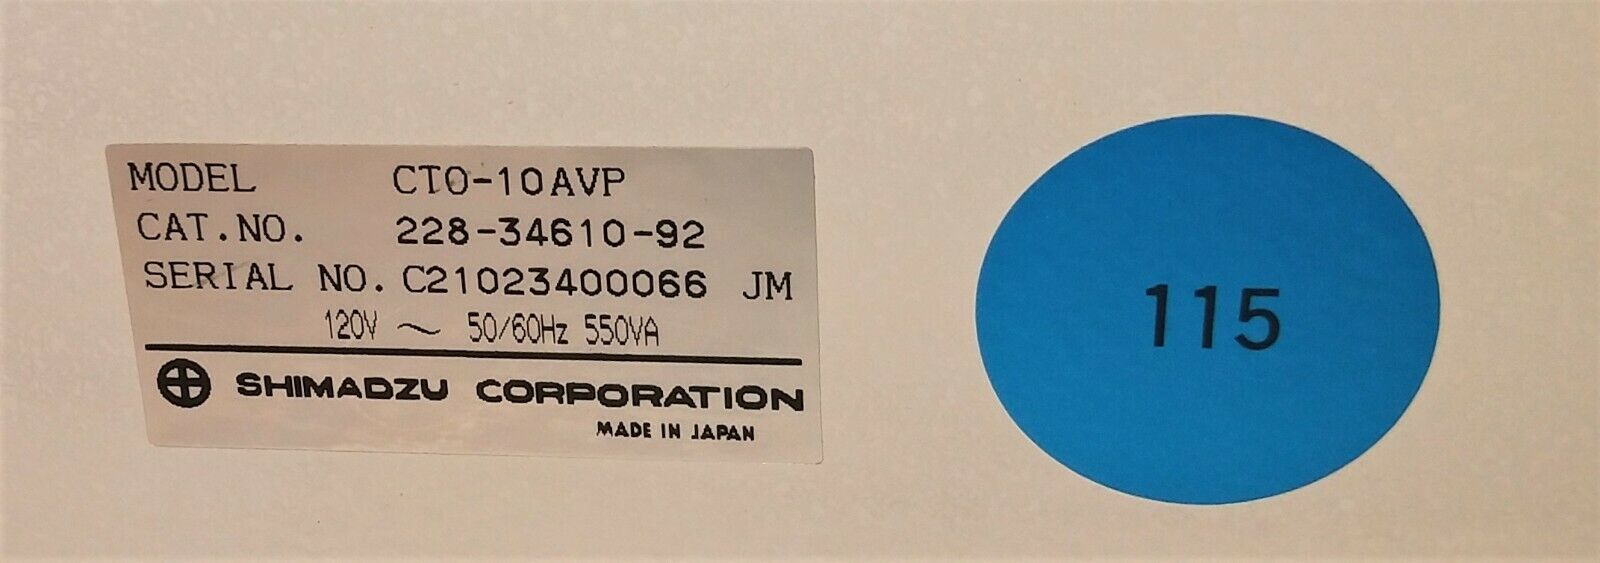 MODEL CTO-10AVP
CAT.NO. 228-34610-92
SERIAL NO. C21023400066 JM
120V ~ 50/60Hz 550VA
SHIMADZU CORPORATION
MADE IN JAPAN
115